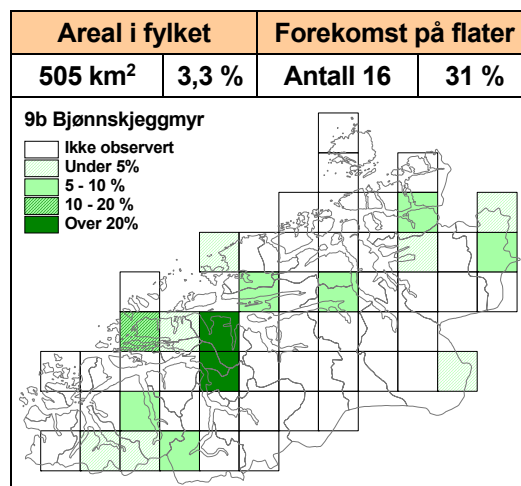 Areal i fylket Forekomst på flater
505 km² 3,3 % Antall 16 31 %
9b Bjønnskjeggmyr
Ikke observert
Under 5%
5 - 10 %
10 - 20 %
Over 20%